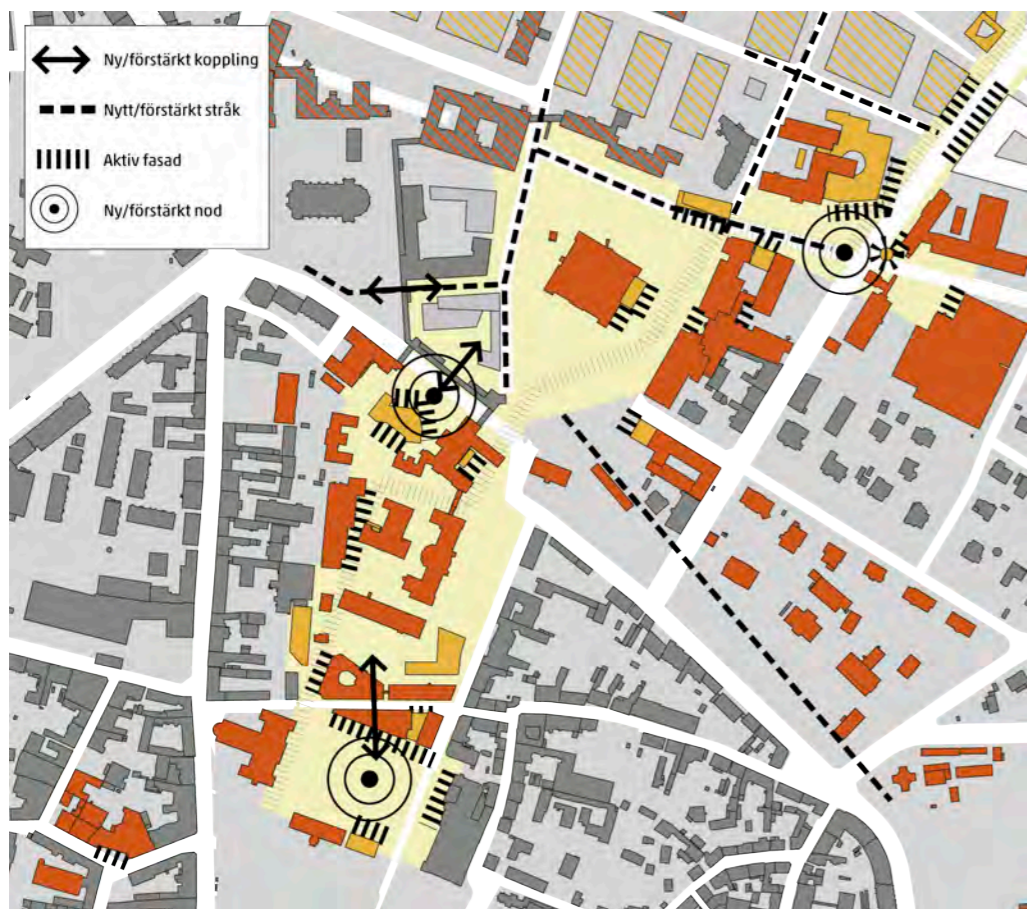 Ny/förstärkt koppling
Nytt/förstärkt stråk
Aktiv fasad
Ny/förstärkt nod